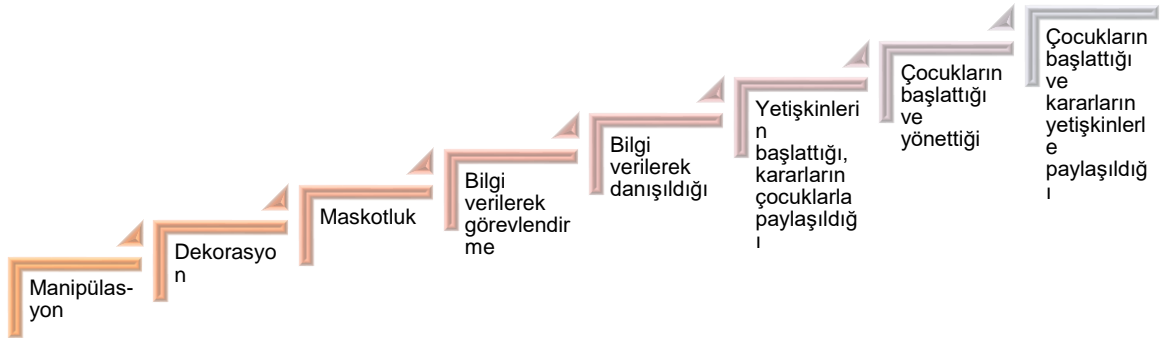 Manipülas-
yon
Dekorasyo
n
Maskotluk
Bilgi
verilerek
görevlendir
me
Bilgi
verilerek
danışıldığı
Yetişkinleri
n
başlattığı,
kararların
çocuklarla
paylaşıldığ
ı
Çocukların
başlattığı
ve
yönettiği
Çocukların
başlattığı
ve
kararların
yetişkinlerl
e
paylaşıldığ
ı